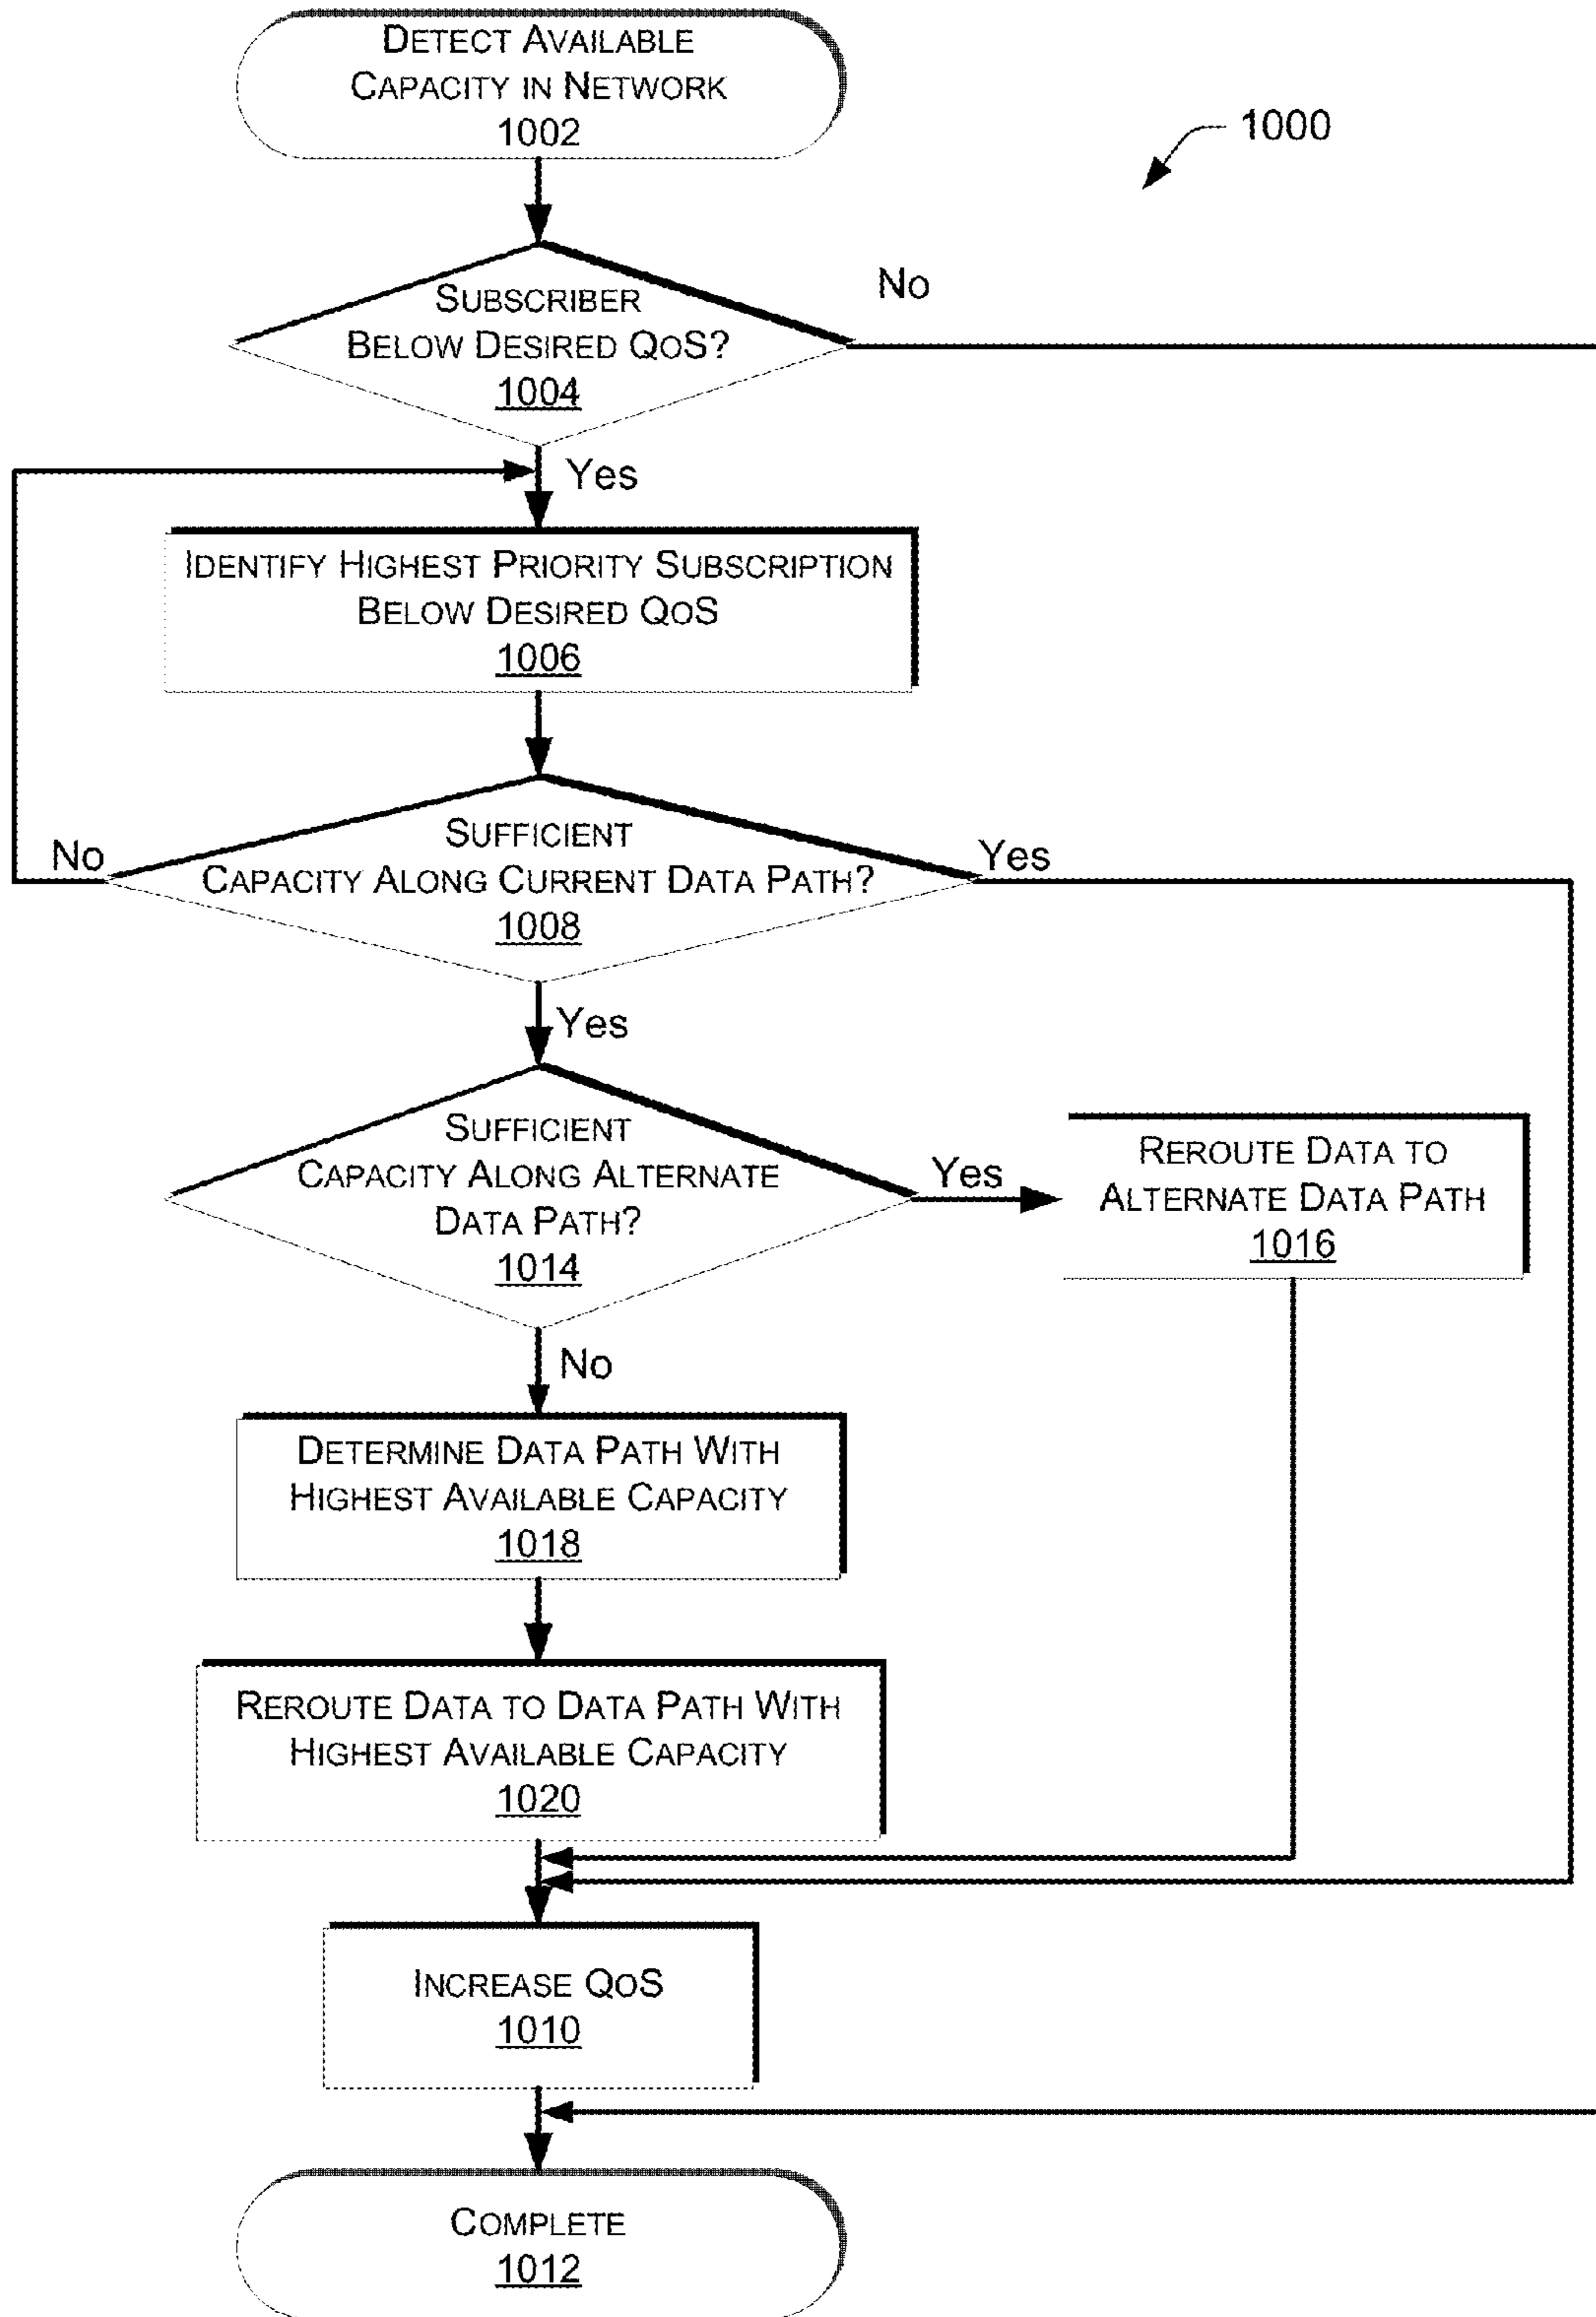 DETECT AVAILABLE
CAPACITY IN NETWORK
1002
1000
SUBSCRIBER
BELOW DESIRED QOS?
1004
No
Yes
IDENTIFY HIGHEST PRIORITY SUBSCRIPTION
BELOW DESIRED QOS
1006
SUFFICIENT
CAPACITY ALONG CURRENT DATA PATH?
1008
No
Yes
Yes
SUFFICIENT
CAPACITY ALONG ALTERNATE
DATA PATH?
1014
Yes
REROUTE DATA TO
ALTERNATE DATA PATH
1016
No
DETERMINE DATA PATH WITH
HIGHEST AVAILABLE CAPACITY
1018
REROUTE DATA TO DATA PATH WITH
HIGHEST AVAILABLE CAPACITY
1020
INCREASE QOS
1010
COMPLETE
1012